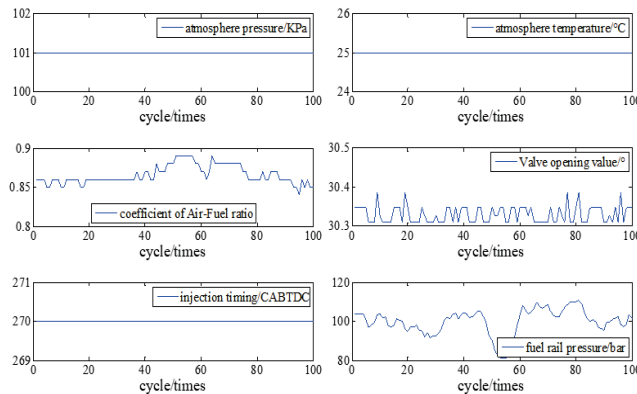 102
101
100
atmosphere pressure/KPa
0 20 40 60 80 100
cycle/times
26
25
24
atmosphere temperature/°C
0 20 40 60 80 100
cycle/times
0.9
0.85
0.8
coefficient of Air-Fuel ratio
0 20 40 60 80 100
cycle/times
30.5
30.4
30.3
Valve opening value/°
0 20 40 60 80 100
cycle/times
271
270
269
injection timing/CABTDC
0 20 40 60 80 100
cycle/times
120
100
80
fuel rail pressure/bar
0 20 40 60 80 100
cycle/times